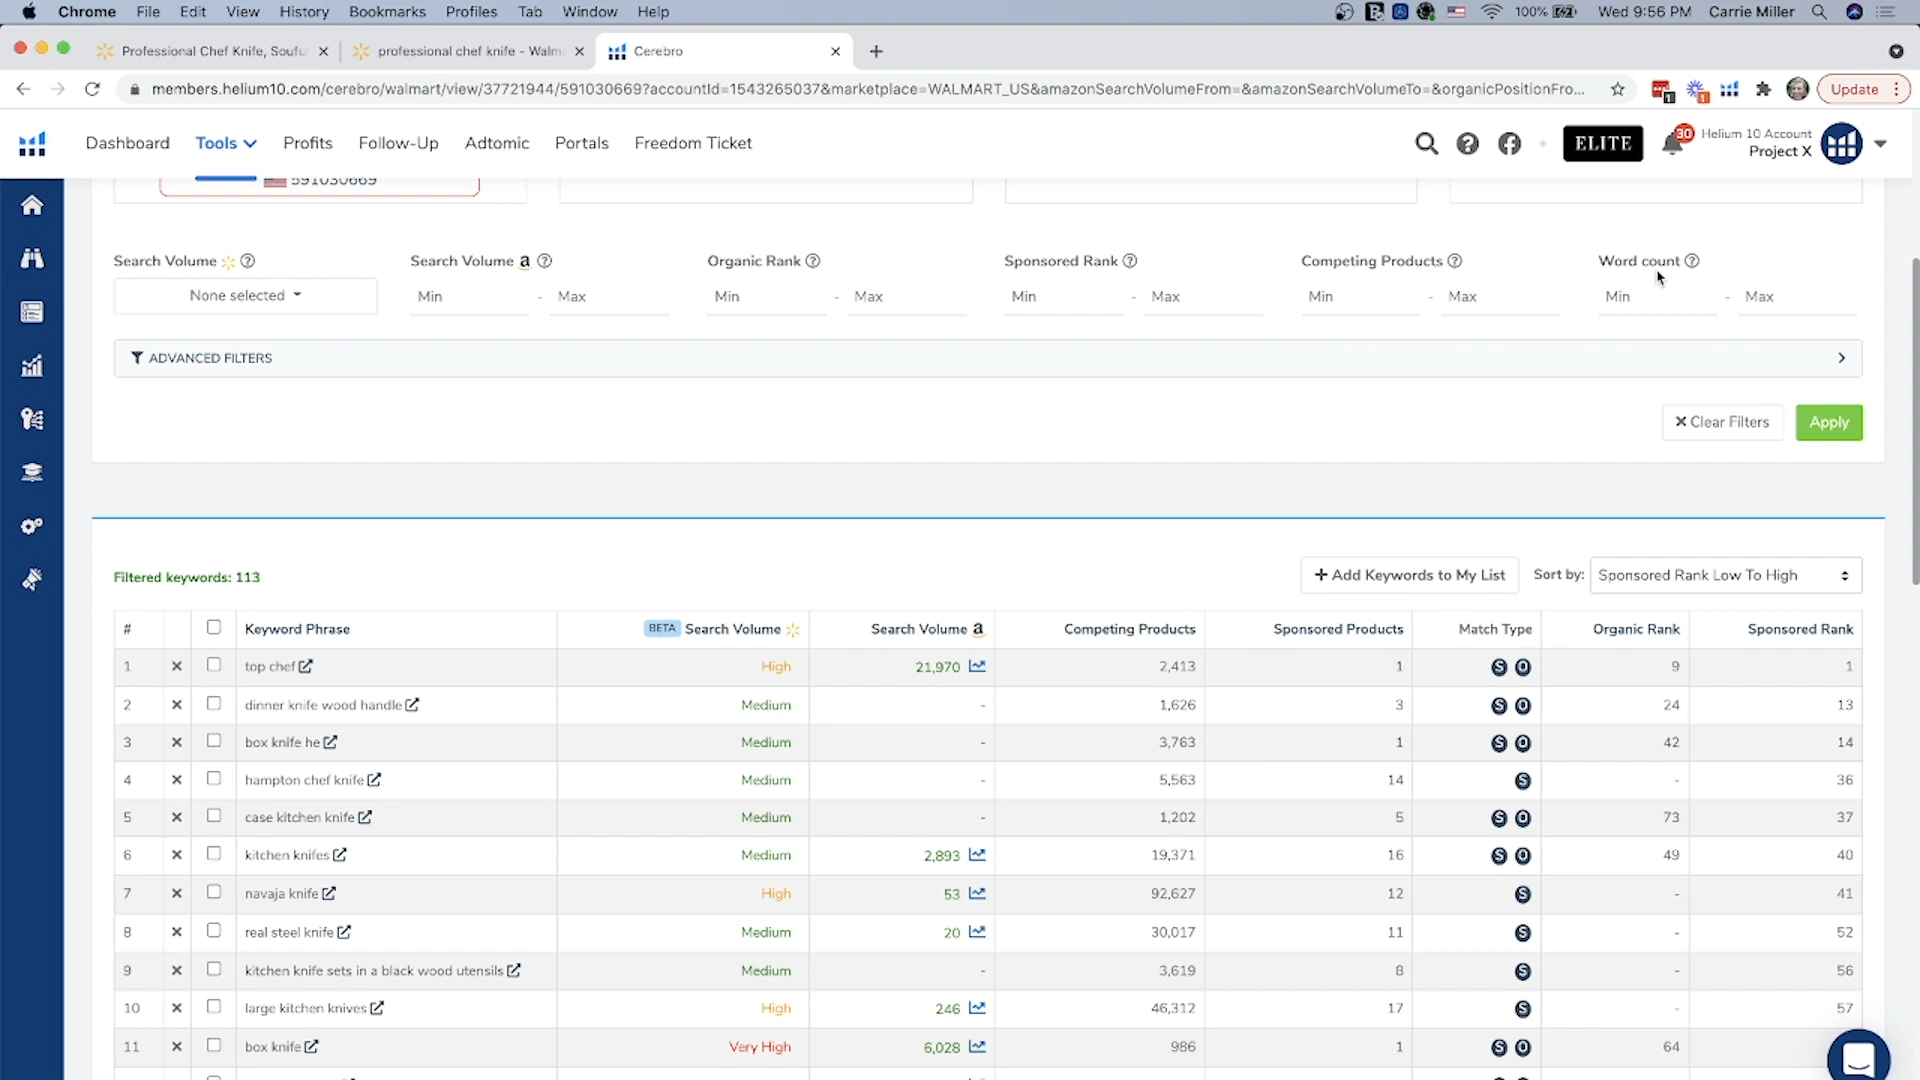 Chrome File Edit View History Bookmarks Profiles Tab Window Help 100% Wed 9:56 PM Carrie Miller
Professional Chef Knife, Soufu professional chef knife - Walm Cerebro
members.helium10.com/cerebro/walmart/view/37721944/591030669?accountId=1543265037&marketplace=WALMART_US&amazonSearchVolumeFrom=&amazonSearchVolumeTo=&organicPositionFro... 1 1 Update
Dashboard Tools Profits Follow-Up Adtomic Portals Freedom Ticket ELITE 30 Helium 10 Account
Project X
591030669
Search Volume Search Volume a Organic Rank Sponsored Rank Competing Products Word count
None selected Min - Max Min - Max Min - Max Min - Max Min - Max
ADVANCED FILTERS
Clear Filters Apply
Filtered keywords: 113 + Add Keywords to My List Sort by: Sponsored Rank Low To High
# Keyword Phrase BETA Search Volume Search Volume a Competing Products Sponsored Products Match Type Organic Rank Sponsored Rank
1 × top chef High 21,970 2,413 1 S O 9 1
2 × dinner knife wood handle Medium - 1,626 3 S O 24 13
3 × box knife he Medium - 3,763 1 S O 42 14
4 × hampton chef knife Medium - 5,563 14 S - 36
5 × case kitchen knife Medium - 1,202 5 S O 73 37
6 × kitchen knifes Medium 2,893 19,371 16 S O 49 40
7 × navaja knife High 53 92,627 12 S - 41
8 × real steel knife Medium 20 30,017 11 S - 52
9 × kitchen knife sets in a black wood utensils Medium - 3,619 8 S - 56
10 × large kitchen knives High 246 46,312 17 S - 57
11 × box knife Very High 6,028 986 1 S O 64